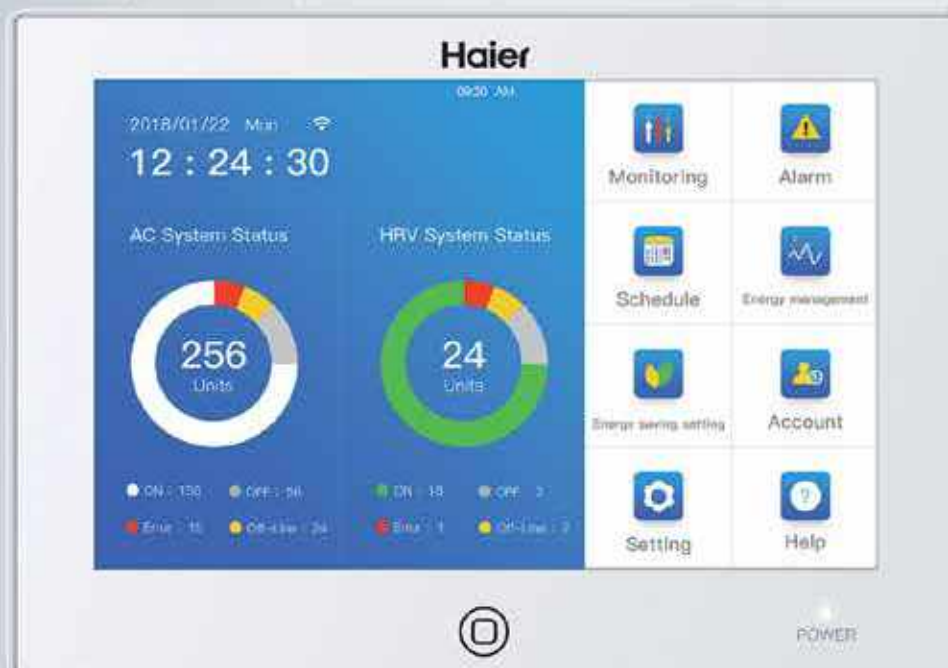 Haier
09:30 AM
2018/01/22 Mon
12 : 24 : 30
AC System Status
HRV System Status
256
Units
24
Units
ON :
OFF : 56
ON : 18
OFF :
Error :
Off-Line : 24
Error : 1
Off-Line :
Monitoring
Alarm
Schedule
Energy management
Energy saving setting
Account
Setting
Help
POWER